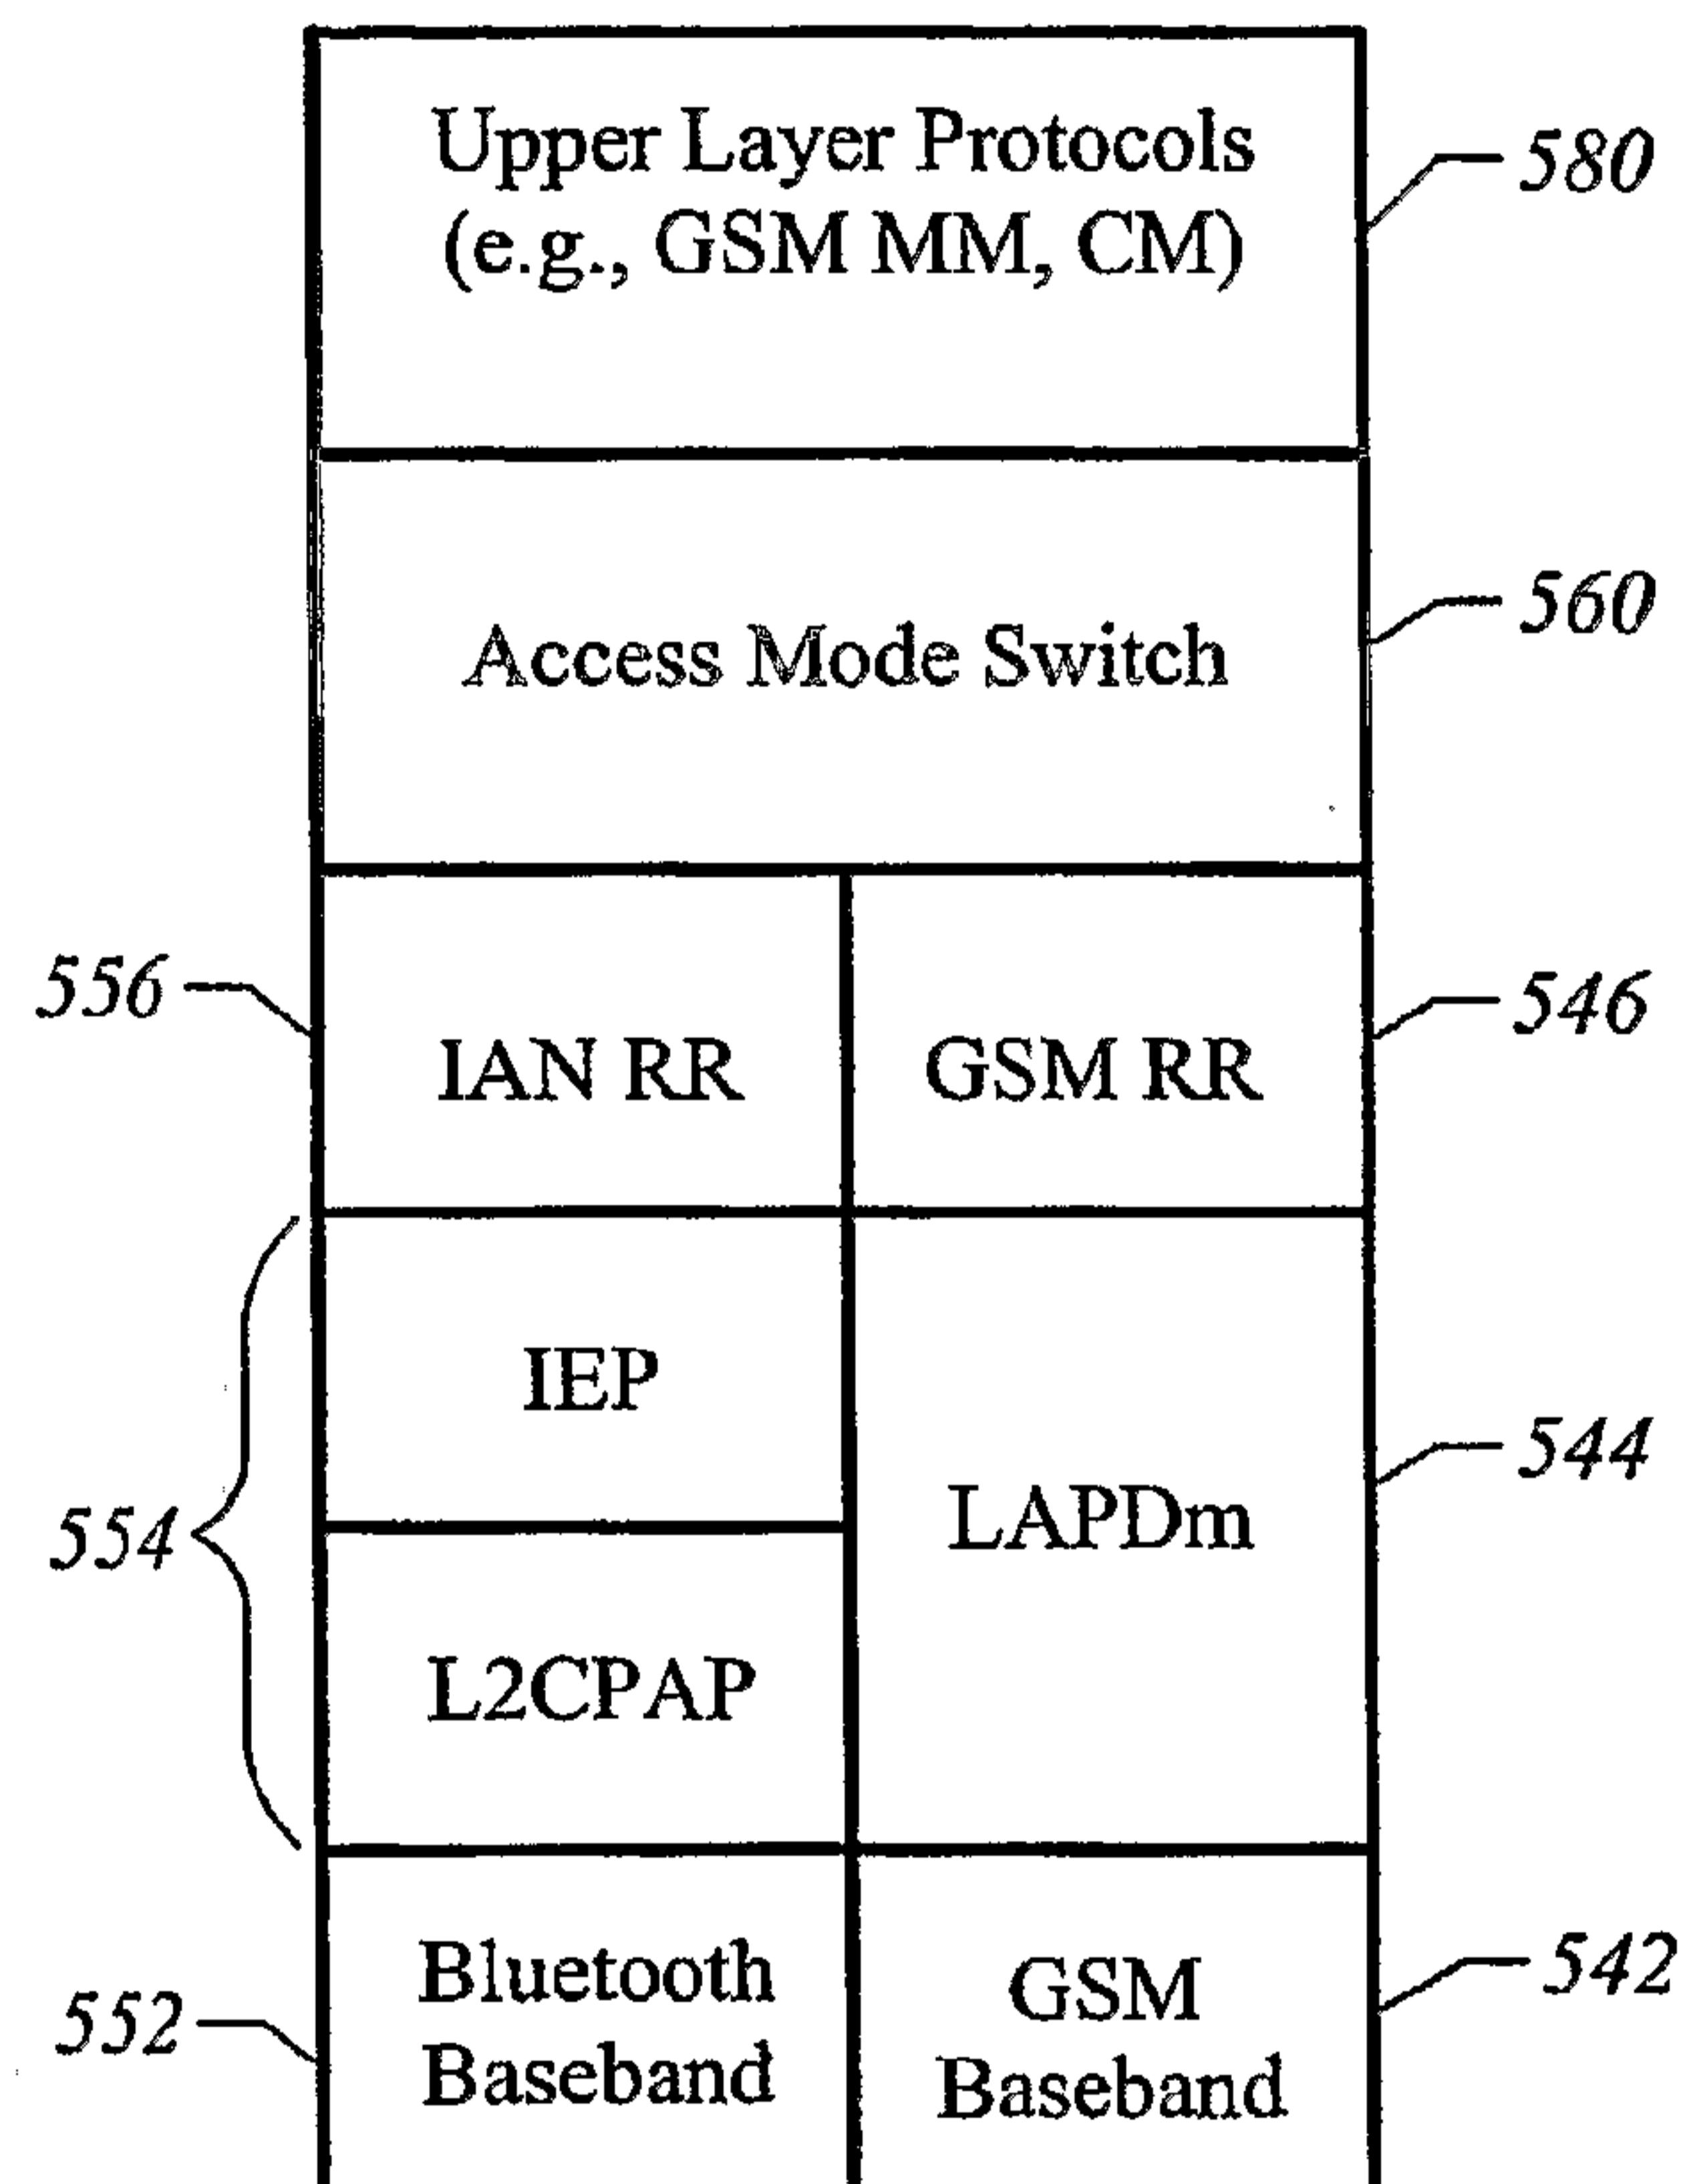 Upper Layer Protocols
(e.g., GSM MM, CM)
580
Access Mode Switch
560
556
IAN RR
GSM RR
546
IEP
554
LAPDm
544
L2CPAP
Bluetooth
Baseband
552
GSM
Baseband
542